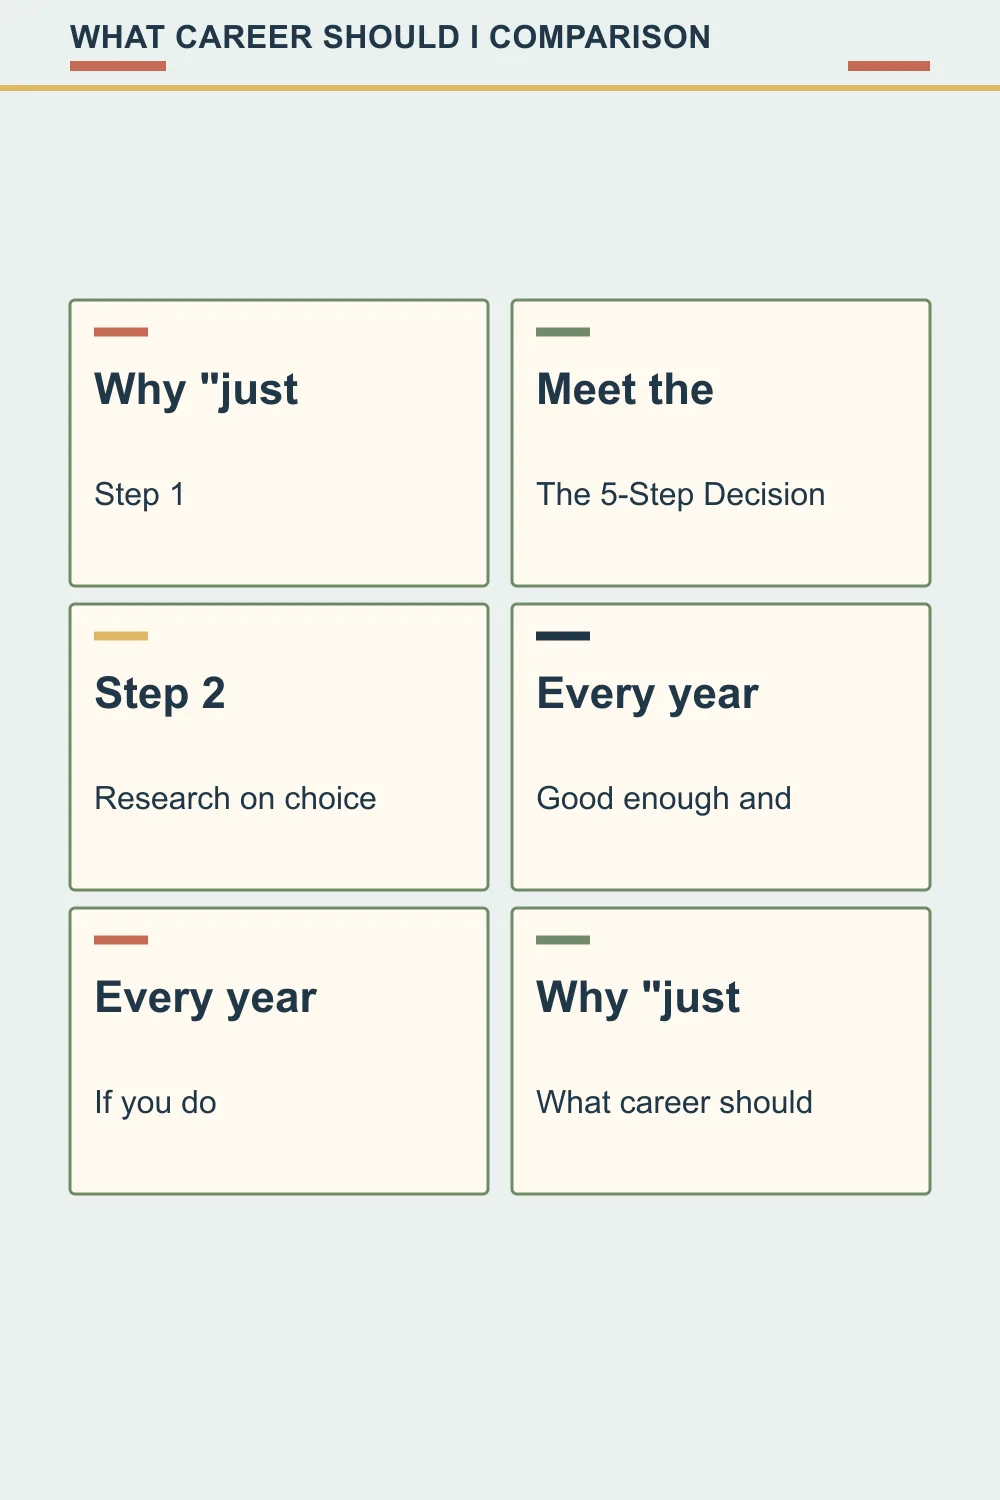 WHAT CAREER SHOULD I COMPARISON
Why "just
Step 1
Meet the
The 5-Step Decision
Step 2
Research on choice
Every year
Good enough and
Every year
If you do
Why "just
What career should